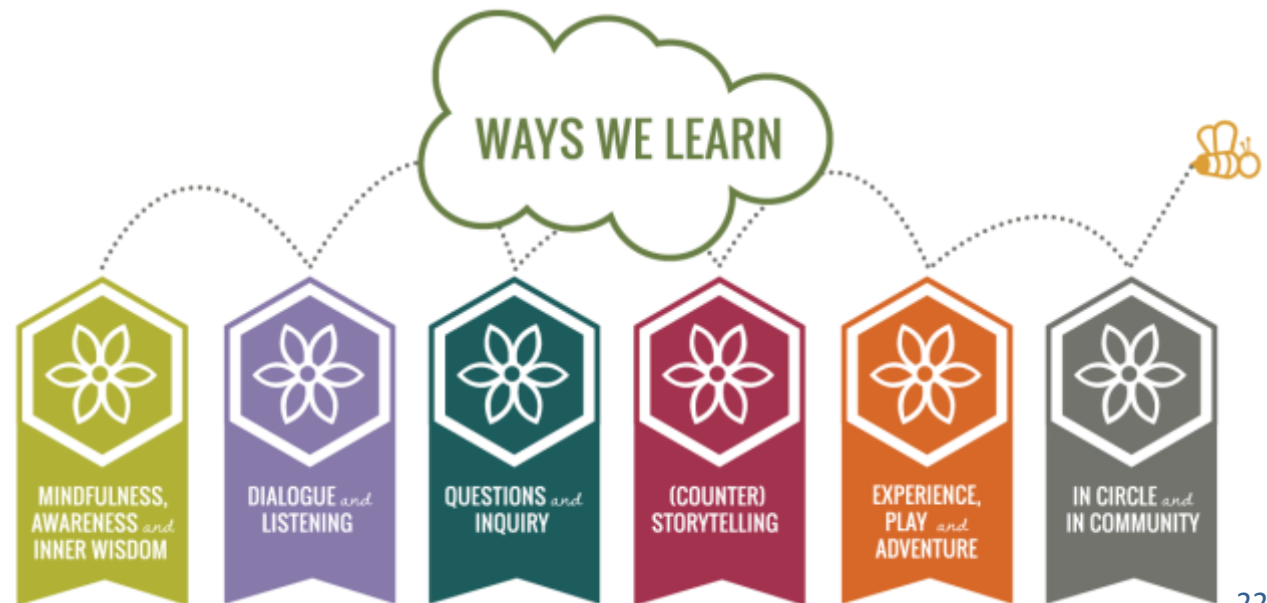 WAYS WE LEARN
MINDFULNESS,
AWARENESS and
INNER WISDOM
DIALOGUE and
LISTENING
QUESTIONS and
INQUIRY
(COUNTER)
STORYTELLING
EXPERIENCE,
PLAY and
ADVENTURE
IN CIRCLE and
IN COMMUNITY
22